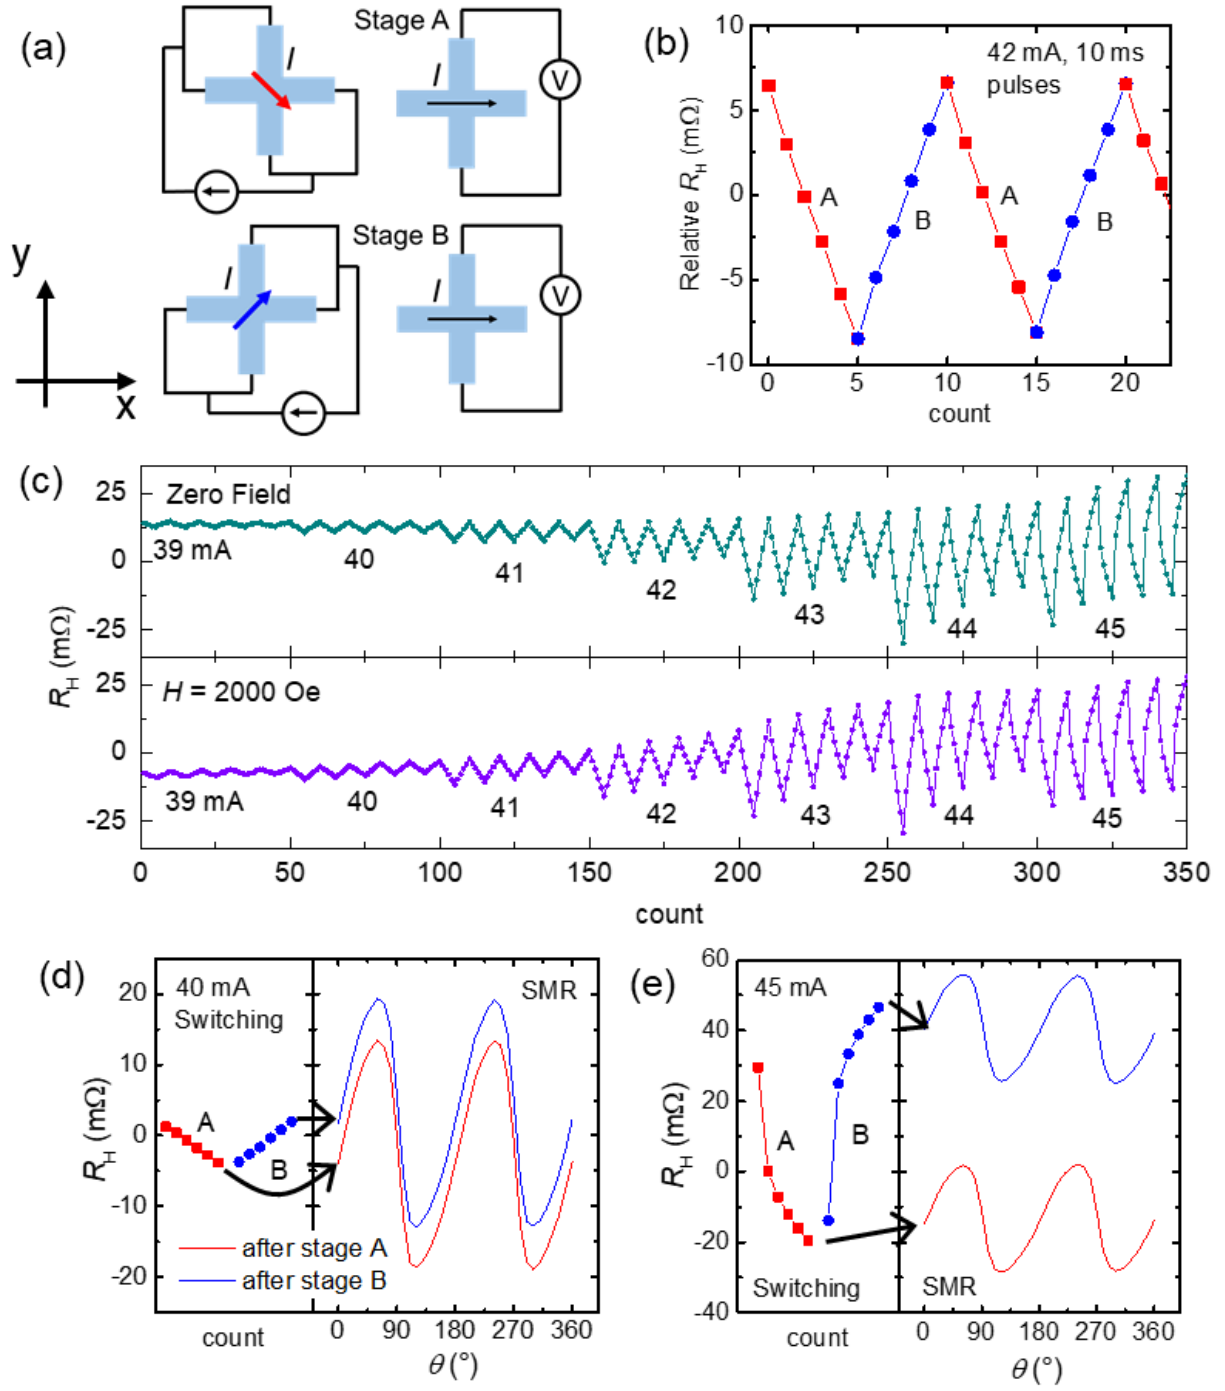 (a)
I
Stage A
I
V
I
Stage B
I
V
y
x
(b)
42 mA, 10 ms
pulses
Relative R_H (mΩ)
10
5
0
-5
-10
A
B
A
B
0 5 10 15 20
count
(c)
Zero Field
39 mA 40 41 42 43 44 45
25
0
-25
R_H (mΩ)
H = 2000 Oe
39 mA 40 41 42 43 44 45
25
0
-25
0 50 100 150 200 250 300 350
count
(d)
40 mA
Switching
SMR
R_H (mΩ)
20
10
0
-10
-20
A
B
after stage A
after stage B
count
0 90 180 270 360
θ (°)
(e)
45 mA
R_H (mΩ)
60
40
20
0
-20
-40
A
B
Switching
SMR
count
0 90 180 270 360
θ (°)